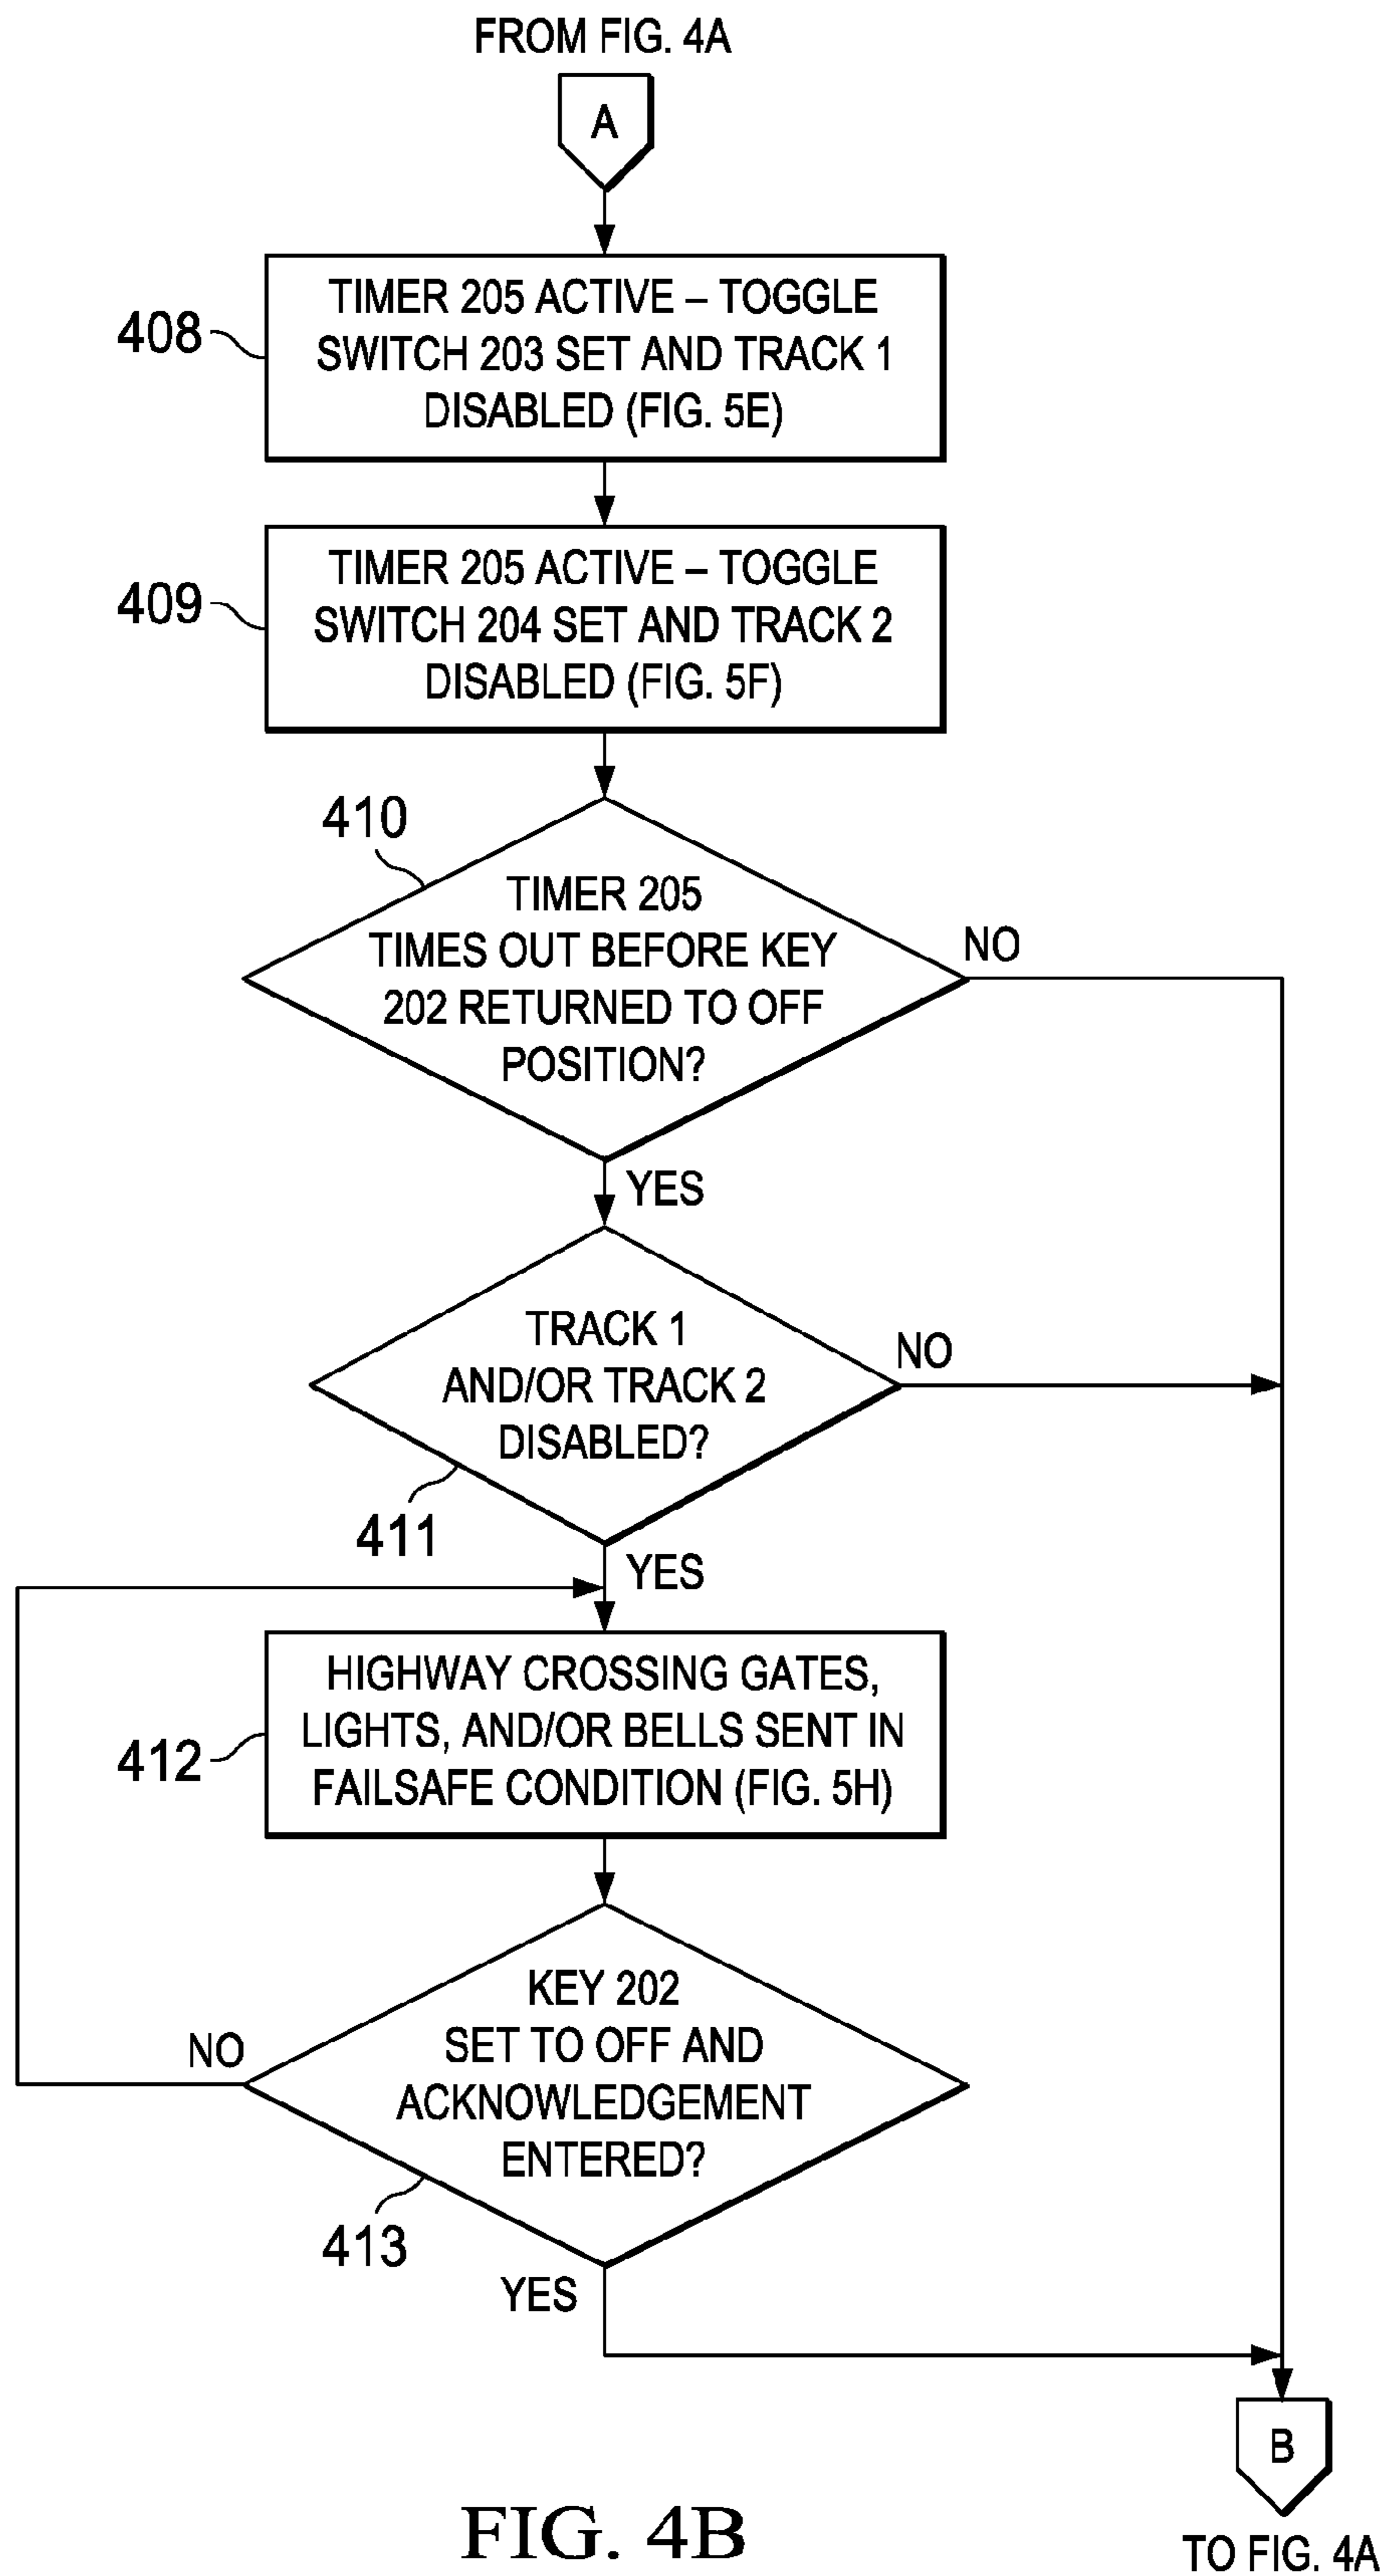 FROM FIG. 4A
A
408
TIMER 205 ACTIVE – TOGGLE
SWITCH 203 SET AND TRACK 1
DISABLED (FIG. 5E)
409
TIMER 205 ACTIVE – TOGGLE
SWITCH 204 SET AND TRACK 2
DISABLED (FIG. 5F)
410
TIMER 205
TIMES OUT BEFORE KEY
202 RETURNED TO OFF
POSITION?
NO
YES
TRACK 1
AND/OR TRACK 2
DISABLED?
NO
411
YES
HIGHWAY CROSSING GATES,
LIGHTS, AND/OR BELLS SENT IN
FAILSAFE CONDITION (FIG. 5H)
412
KEY 202
SET TO OFF AND
ACKNOWLEDGEMENT
ENTERED?
NO
413
YES
B
TO FIG. 4A
FIG. 4B